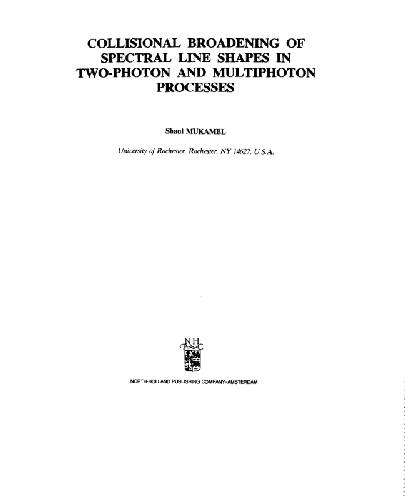 COLLISIONAL BROADENING OF
SPECTRAL LINE SHAPES IN
TWO-PHOTON AND MULTIPHOTON
PROCESSES
Shaul MUKAMEL
University of Rochester, Rochester, NY 14627, U.S.A.
NORTH-HOLLAND PUBLISHING COMPANY-AMSTERDAM